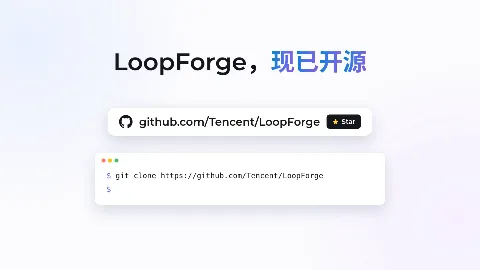 LoopForge，现已开源
github.com/Tencent/LoopForge ★ Star
$ git clone https://github.com/Tencent/LoopForge
$